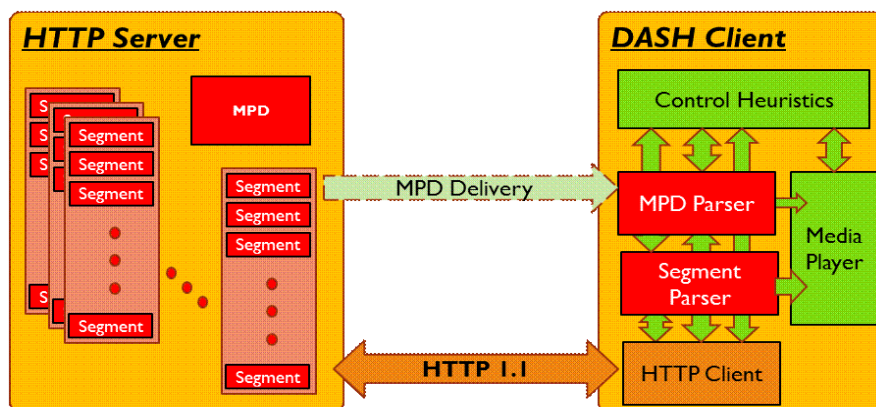 HTTP Server
MPD
Segment
Segment
Segment
Segment
Segment
Segment
Segment
Segment
MPD Delivery
HTTP 1.1
DASH Client
Control Heuristics
MPD Parser
Segment
Parser
Media
Player
HTTP Client